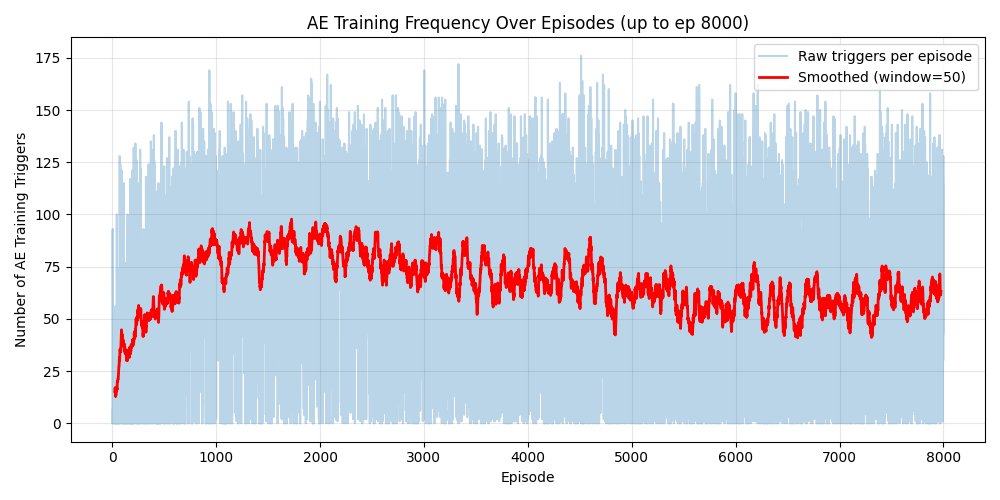 AE Training Frequency Over Episodes (up to ep 8000)
Raw triggers per episode
Smoothed (window=50)
Number of AE Training Triggers
175
150
125
100
75
50
25
0
0 1000 2000 3000 4000 5000 6000 7000 8000
Episode